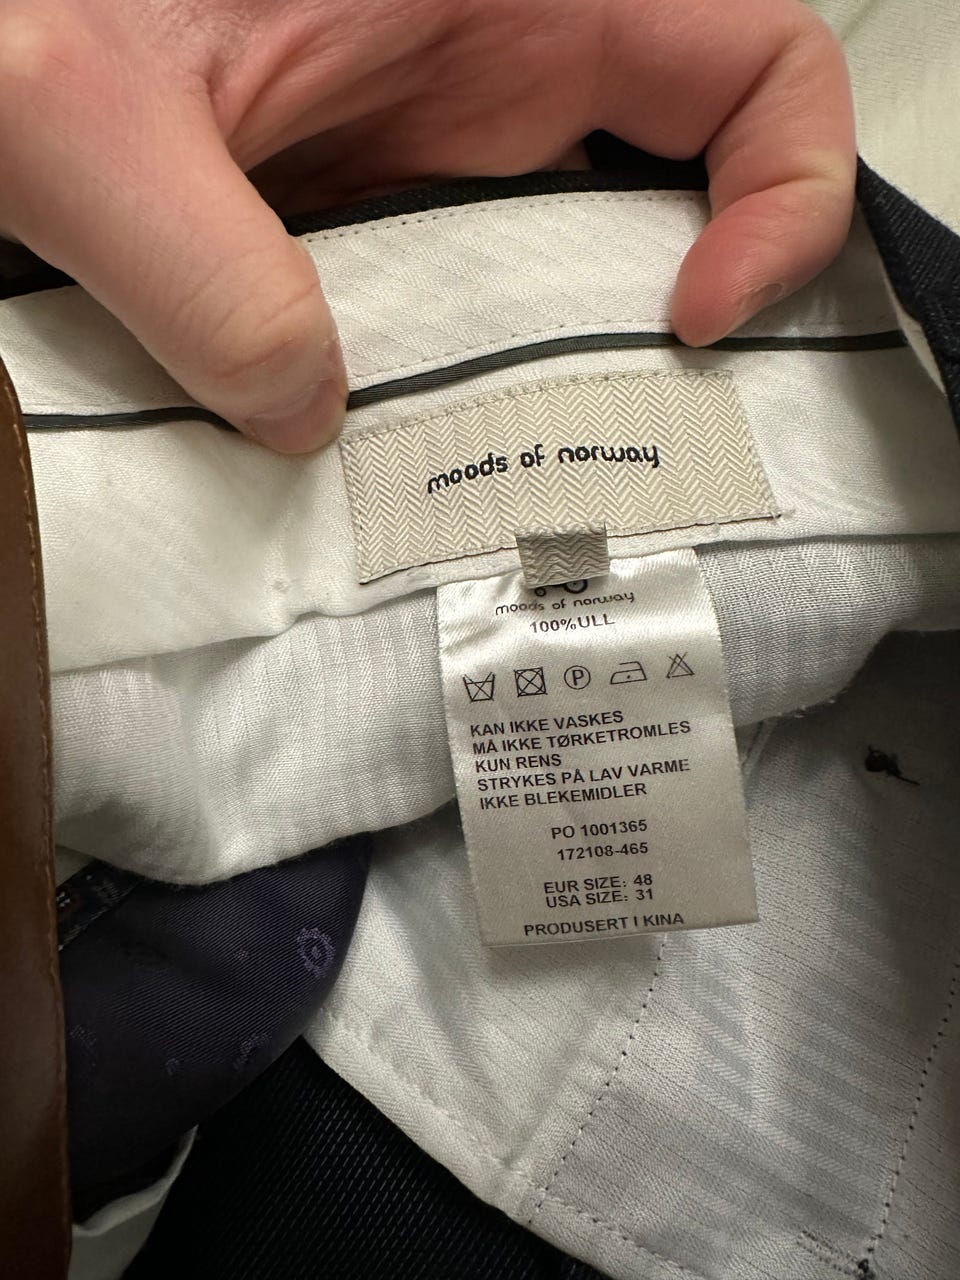 moods of norway
moods of norway
100%ULL
P
KAN IKKE VASKES
MÅ IKKE TØRKETROMLES
KUN RENS
STRYKES PÅ LAV VARME
IKKE BLEKEMIDLER
PO 1001365
172108-465
EUR SIZE: 48
USA SIZE: 31
PRODUSERT I KINA